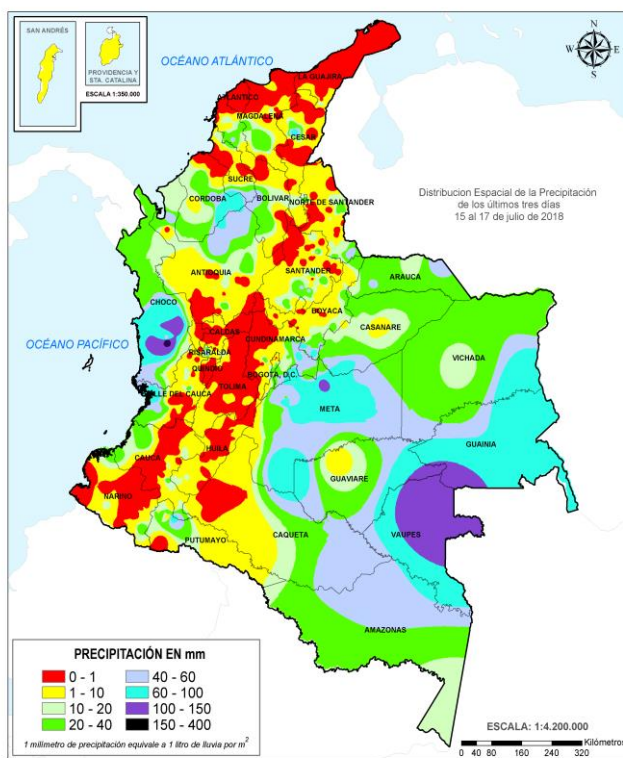 SAN ANDRÉS
PROVIDENCIA Y
STA. CATALINA
ESCALA 1:350.000
OCÉANO ATLÁNTICO
N
W
E
S
LA GUAJIRA
ATLANTICO
MAGDALENA
CESAR
SUCRE
CORDOBA
BOLIVAR
NORTE DE SANTANDER
Distribucion Espacial de la Precipitación
de los últimos tres días
15 al 17 de julio de 2018
ANTIOQUIA
SANTANDER
ARAUCA
CHOCO
BOYACA
CASANARE
OCÉANO PACÍFICO
CALDAS
CUNDINAMARCA
RISARALDA
VICHADA
QUINDIO
BOGOTA, D.C.
TOLIMA
VALLE DEL CAUCA
META
GUAINIA
CAUCA
HUILA
GUAVIARE
NARIÑO
PUTUMAYO
CAQUETA
VAUPES
AMAZONAS
PRECIPITACIÓN EN mm
0 - 1
40 - 60
1 - 10
60 - 100
10 - 20
100 - 150
20 - 40
150 - 400
1 milímetro de precipitación equivale a 1 litro de lluvia por m²
ESCALA: 1:4.200.000
Kilómetros
0 40 80 160 240 320